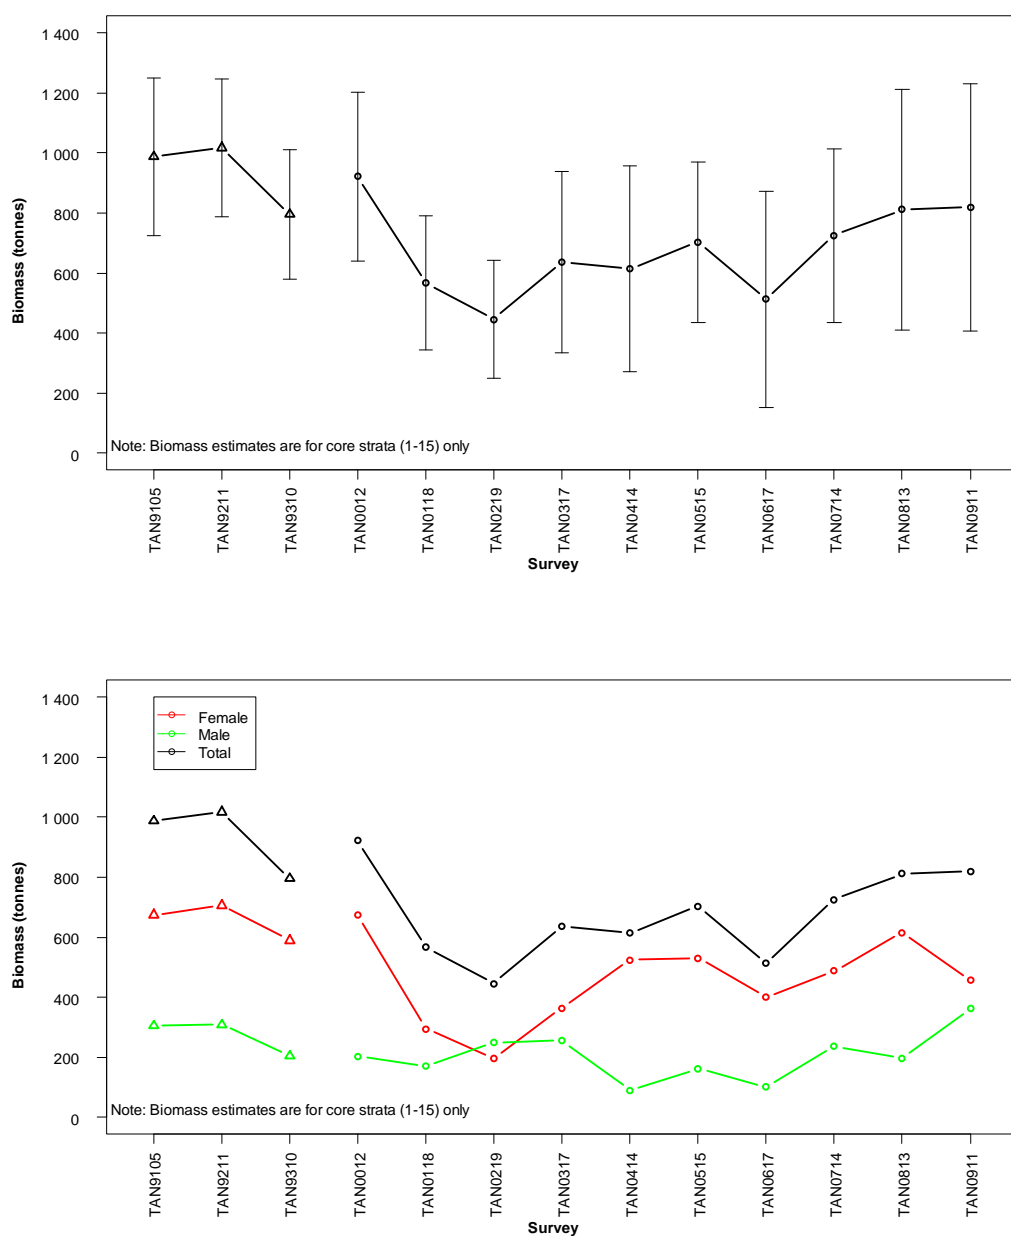 1 400
1 200
1 000
800
600
400
200
0
Biomass (tonnes)
Note: Biomass estimates are for core strata (1-15) only
TAN9105
TAN9211
TAN9310
TAN0012
TAN0118
TAN0219
TAN0317
TAN0414
TAN0515
TAN0617
TAN0714
TAN0813
TAN0911
Survey
1 400
1 200
1 000
800
600
400
200
0
Biomass (tonnes)
Female
Male
Total
Note: Biomass estimates are for core strata (1-15) only
TAN9105
TAN9211
TAN9310
TAN0012
TAN0118
TAN0219
TAN0317
TAN0414
TAN0515
TAN0617
TAN0714
TAN0813
TAN0911
Survey